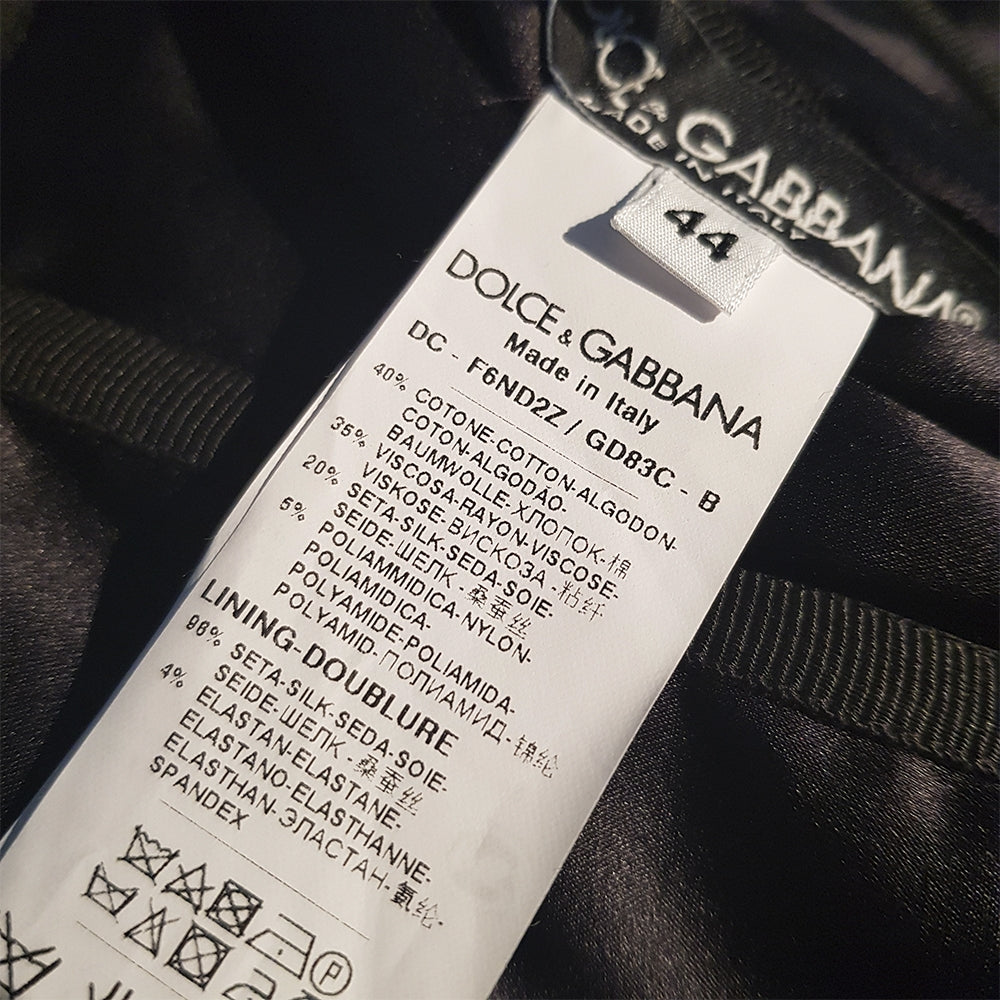 DOLCE & GABBANA®
MADE IN ITALY
44
DOLCE & GABBANA
Made in Italy
DC - F6ND2Z / GD83C - B
40% COTONE-COTTON-ALGODON-
COTON-ALGODÃO-
BAUMWOLLE-ХЛОПОК-棉
35% VISCOSA-RAYON-VISCOSE-
VISKOSE-ВИСКОЗА-粘纤
20% SETA-SILK-SEDA-SOIE-
SEIDE-ШЕЛК-桑蚕丝
5% POLIAMMIDICA-NYLON-
POLIAMIDICA-
POLYAMIDE-POLIAMIDA-
POLYAMID-ПОЛИАМИД-锦纶
LINING-DOUBLURE
96% SETA-SILK-SEDA-SOIE-
SEIDE-ШЕЛК-桑蚕丝
4% ELASTAN-ELASTANE-
ELASTANO-ELASTHANNE-
ELASTHAN-ЭЛАСТАН-氨纶-
SPANDEX
P